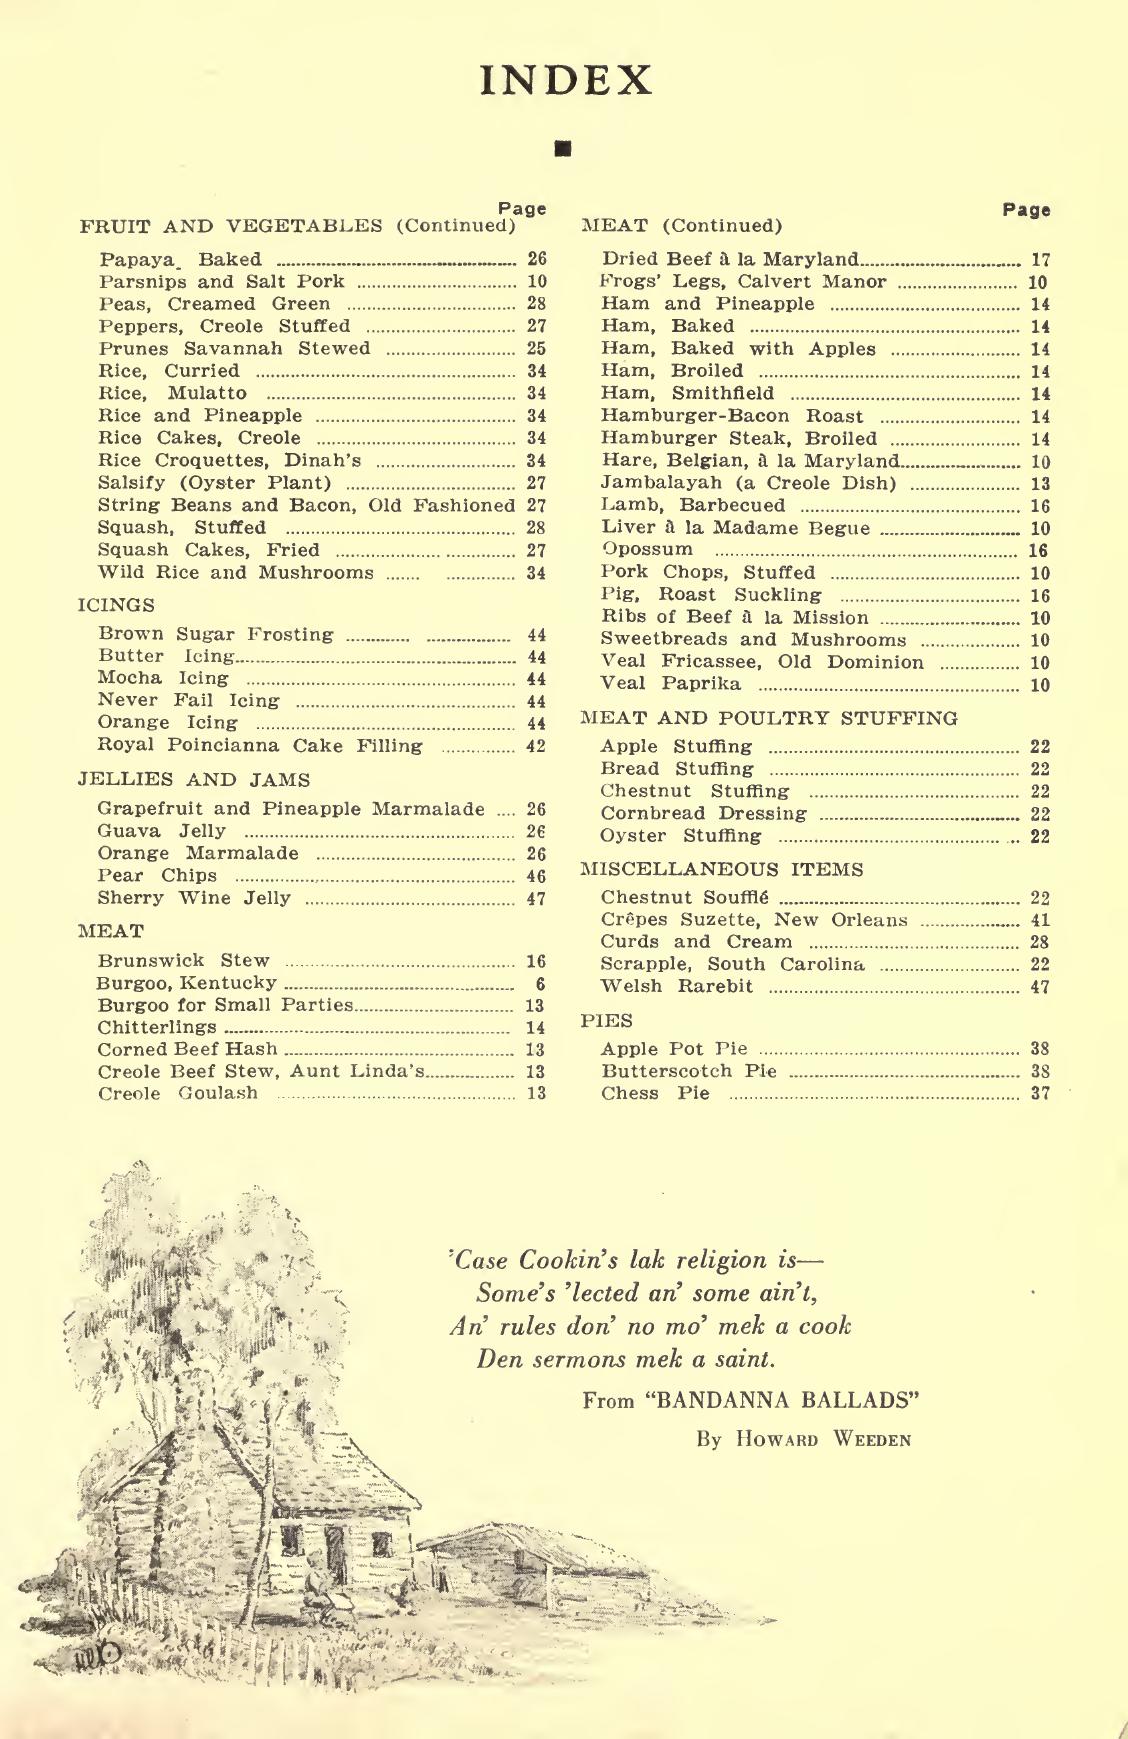 INDEX
Page
FRUIT AND VEGETABLES (Continued)
Papaya, Baked ........ 26
Parsnips and Salt Pork ........ 10
Peas, Creamed Green ........ 28
Peppers, Creole Stuffed ........ 27
Prunes Savannah Stewed ........ 25
Rice, Curried ........ 34
Rice, Mulatto ........ 34
Rice and Pineapple ........ 34
Rice Cakes, Creole ........ 34
Rice Croquettes, Dinah's ........ 34
Salsify (Oyster Plant) ........ 27
String Beans and Bacon, Old Fashioned 27
Squash, Stuffed ........ 28
Squash Cakes, Fried ........ 27
Wild Rice and Mushrooms ........ 34
ICINGS
Brown Sugar Frosting ........ 44
Butter Icing ........ 44
Mocha Icing ........ 44
Never Fail Icing ........ 44
Orange Icing ........ 44
Royal Poincianna Cake Filling ........ 42
JELLIES AND JAMS
Grapefruit and Pineapple Marmalade .... 26
Guava Jelly ........ 26
Orange Marmalade ........ 26
Pear Chips ........ 46
Sherry Wine Jelly ........ 47
MEAT
Brunswick Stew ........ 16
Burgoo, Kentucky ........ 6
Burgoo for Small Parties ........ 13
Chitterlings ........ 14
Corned Beef Hash ........ 13
Creole Beef Stew, Aunt Linda's ........ 13
Creole Goulash ........ 13
Page
MEAT (Continued)
Dried Beef à la Maryland ........ 17
Frogs' Legs, Calvert Manor ........ 10
Ham and Pineapple ........ 14
Ham, Baked ........ 14
Ham, Baked with Apples ........ 14
Ham, Broiled ........ 14
Ham, Smithfield ........ 14
Hamburger-Bacon Roast ........ 14
Hamburger Steak, Broiled ........ 14
Hare, Belgian, à la Maryland ........ 10
Jambalayah (a Creole Dish) ........ 13
Lamb, Barbecued ........ 16
Liver à la Madame Begue ........ 10
Opossum ........ 16
Pork Chops, Stuffed ........ 10
Pig, Roast Suckling ........ 16
Ribs of Beef à la Mission ........ 10
Sweetbreads and Mushrooms ........ 10
Veal Fricassee, Old Dominion ........ 10
Veal Paprika ........ 10
MEAT AND POULTRY STUFFING
Apple Stuffing ........ 22
Bread Stuffing ........ 22
Chestnut Stuffing ........ 22
Cornbread Dressing ........ 22
Oyster Stuffing ........ 22
MISCELLANEOUS ITEMS
Chestnut Soufflé ........ 22
Crêpes Suzette, New Orleans ........ 41
Curds and Cream ........ 28
Scrapple, South Carolina ........ 22
Welsh Rarebit ........ 47
PIES
Apple Pot Pie ........ 38
Butterscotch Pie ........ 38
Chess Pie ........ 37
'Case Cookin's lak religion is—
Some's 'lected an' some ain't,
An' rules don' no mo' mek a cook
Den sermons mek a saint.
From “BANDANNA BALLADS”
By HOWARD WEEDEN